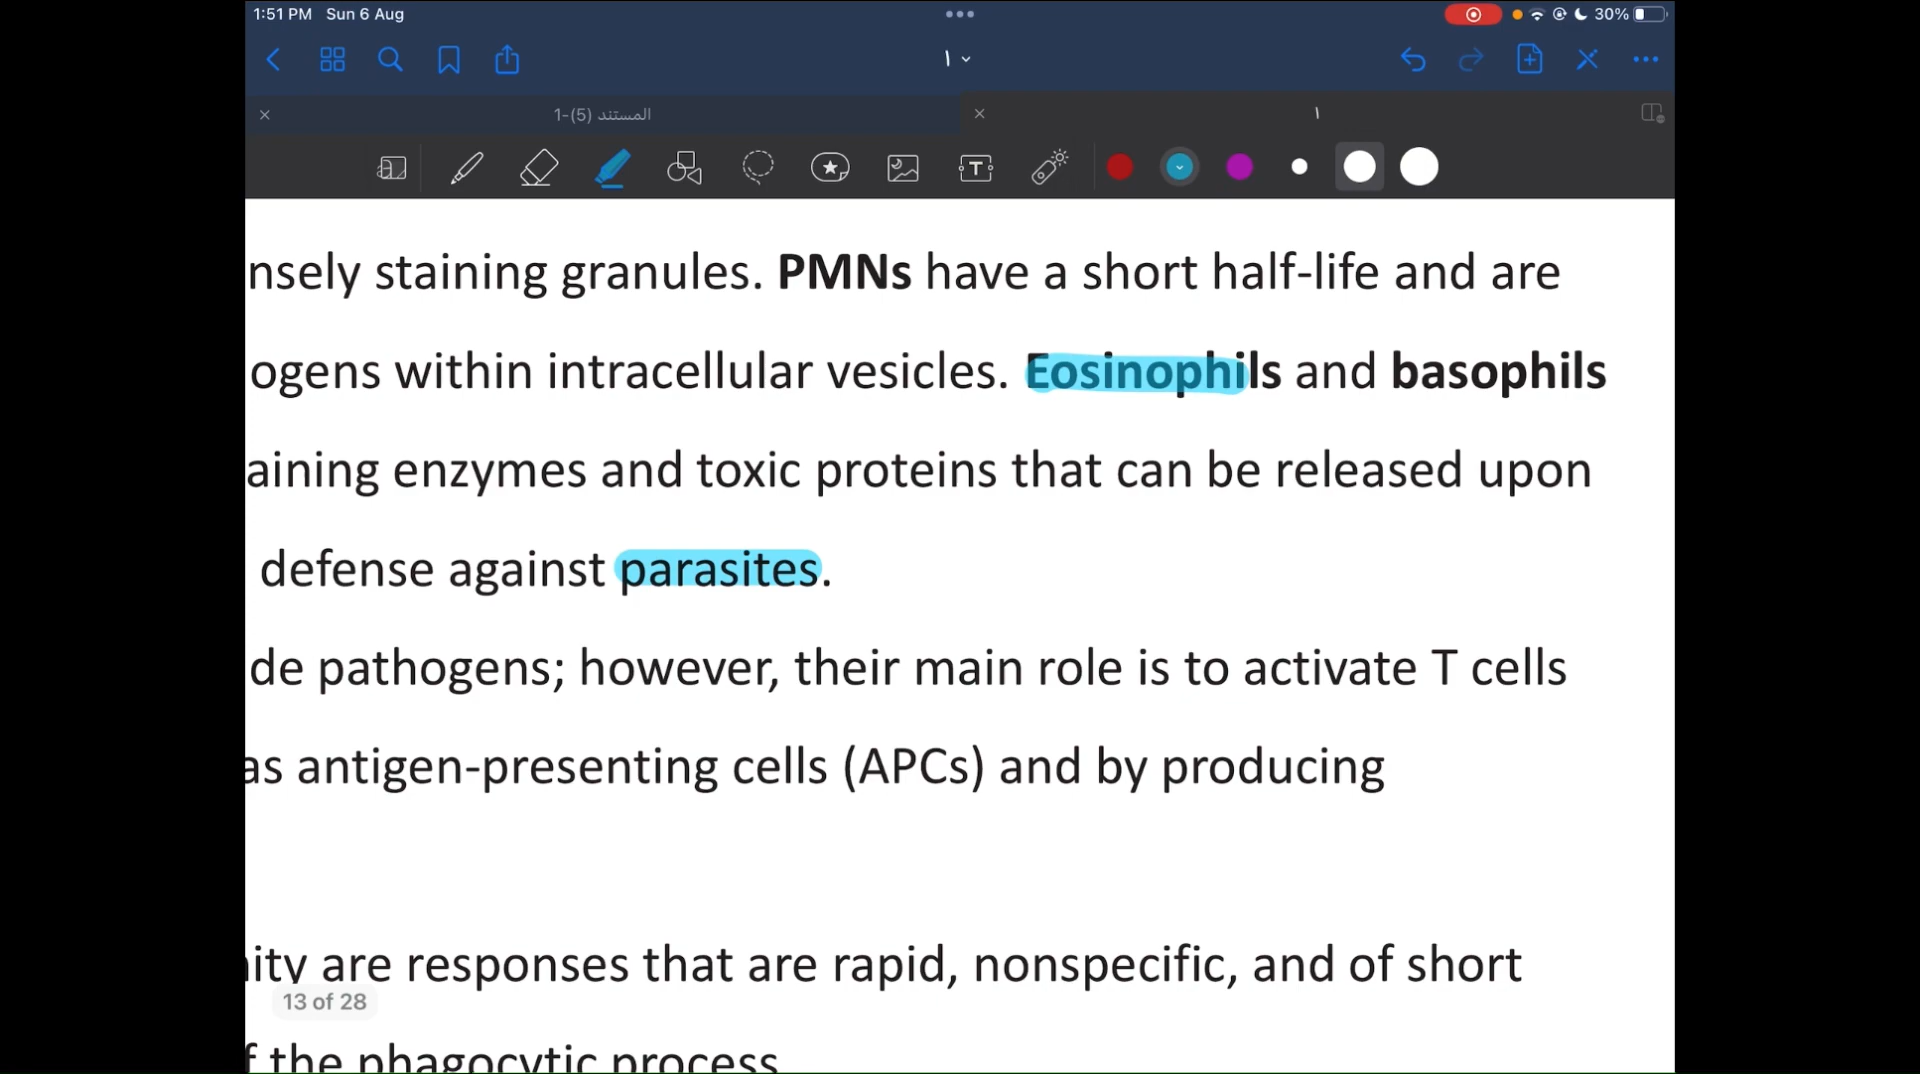 1:51 PM Sun 6 Aug
30%
١
المستند (5)-1
١
nsely staining granules. PMNs have a short half-life and are
ogens within intracellular vesicles. Eosinophils and basophils
aining enzymes and toxic proteins that can be released upon
defense against parasites.
de pathogens; however, their main role is to activate T cells
as antigen-presenting cells (APCs) and by producing
ity are responses that are rapid, nonspecific, and of short
13 of 28
f the phagocytic process